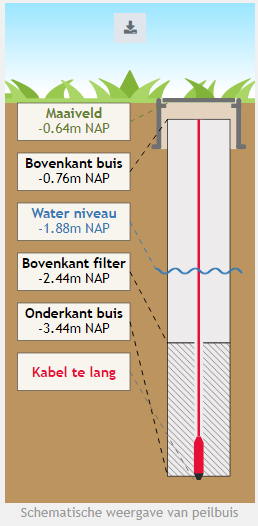 Maaiveld
-0.64m NAP
Bovenkant buis
-0.76m NAP
Water niveau
-1.88m NAP
Bovenkant filter
-2.44m NAP
Onderkant buis
-3.44m NAP
Kabel te lang
Schematische weergave van peilbuis